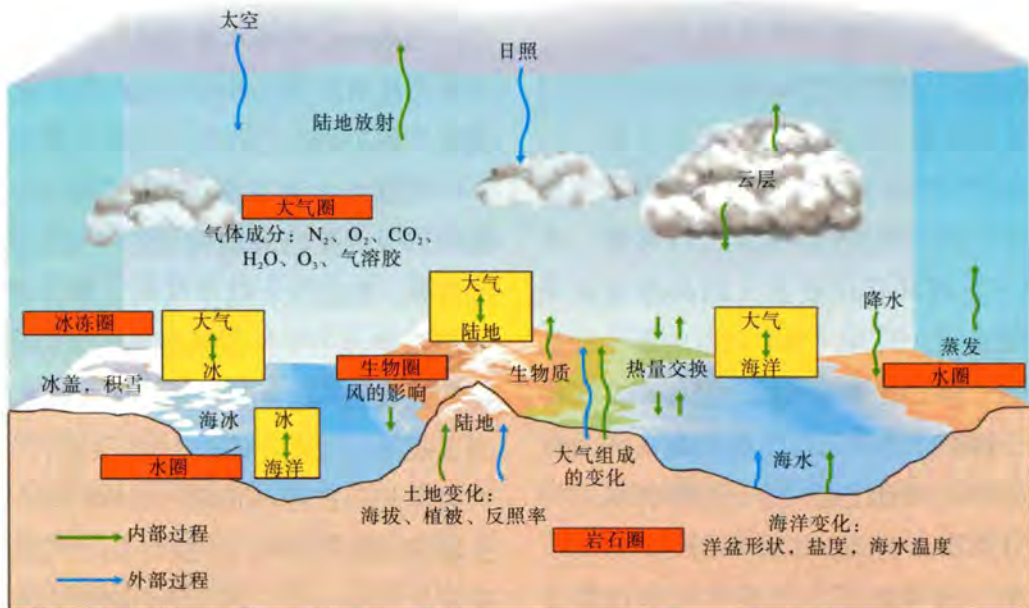 太空
日照
陆地放射
云层
大气圈
气体成分：N₂、O₂、CO₂、
H₂O、O₃、气溶胶
大气
陆地
降水
冰冻圈
大气
冰
大气
海洋
蒸发
生物圈
风的影响
生物质
热量交换
水圈
冰盖，积雪
海冰
冰
海洋
陆地
大气组成
的变化
海水
水圈
土地变化：
海拔、植被、反照率
海洋变化：
洋盆形状，盐度，海水温度
岩石圈
内部过程
外部过程